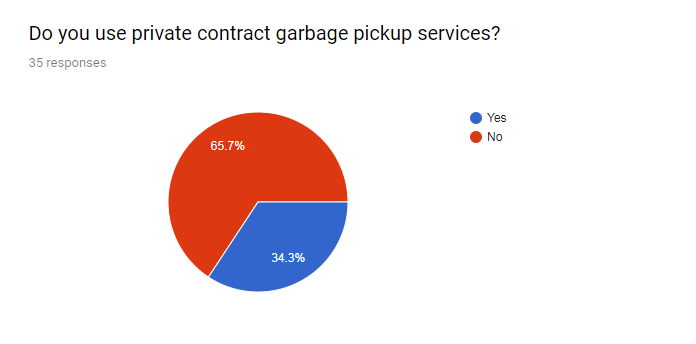 Do you use private contract garbage pickup services?
35 responses
Yes
No
65.7%
34.3%